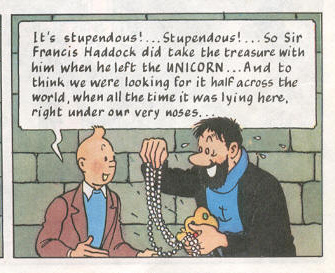 It's stupendous!...Stupendous!...So Sir
Francis Haddock did take the treasure with
him when he left the UNICORN...And to
think we were looking for it half across the
world, when all the time it was lying here,
right under our very noses...